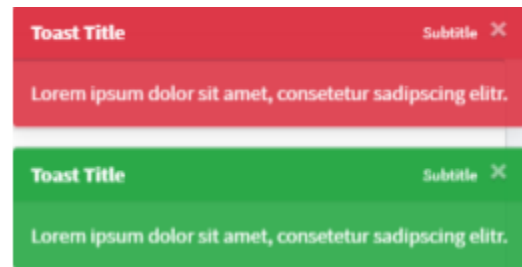 Toast Title Subtitle ×
Lorem ipsum dolor sit amet, consetetur sadipscing elitr.
Toast Title Subtitle ×
Lorem ipsum dolor sit amet, consetetur sadipscing elitr.